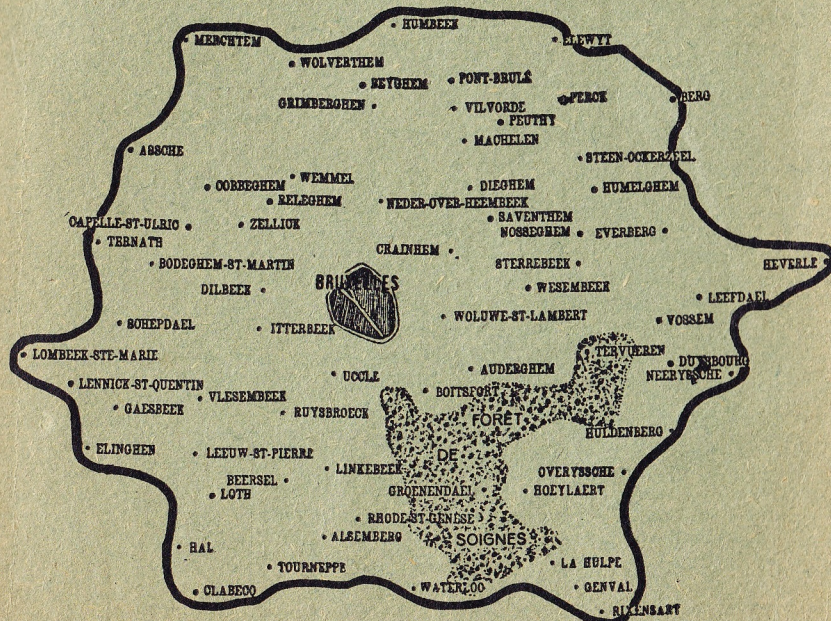 HUMBEEK
MERCHTEM
ELEWYT
WOLVERTHEM
BEYGHEM
PONT-BRULÉ
GRIMBERGHEN
VILVORDE
PERCK
BERG
PEUTHY
MACHELEN
ASSCHE
STEEN-OCKERZEEL
COBBEGHEM
WEMMEL
DIEGHEM
HUMELGHEM
RELEGHEM
NEDER-OVER-HEEMBEEK
SAVENTHEM
CAPELLE-ST-ULRIC
ZELLICK
NOSSEGHEM
EVERBERG
TERNATH
CRAINHEM
BODEGHEM-ST-MARTIN
STERREBEEK
HEVERLE
DILBEEK
BRUXELLES
WESEMBEEK
LEEFDAEL
SCHEPDAEL
ITTERBEEK
WOLUWE-ST-LAMBERT
VOSSEM
LOMBEEK-STE-MARIE
TERVUEREN
DUYSBOURG
LENNICK-ST-QUENTIN
UCCLE
AUDERGHEM
NEERYSSCHE
VLESEMBEEK
BOITSFORT
GAESBEEK
RUYSBROECK
FORÊT
HULDENBERG
ELINGHEN
LEEUW-ST-PIERRE
DE
LINKEBEEK
OVERYSSCHE
BEERSEL
LOTH
GROENENDAEL
HOEYLAERT
RHODE-ST-GENÈSE
ALSEMBERG
SOIGNES
HAL
LA HULPE
TOURNEPPE
CLABECQ
WATERLOO
GENVAL
RIXENSART